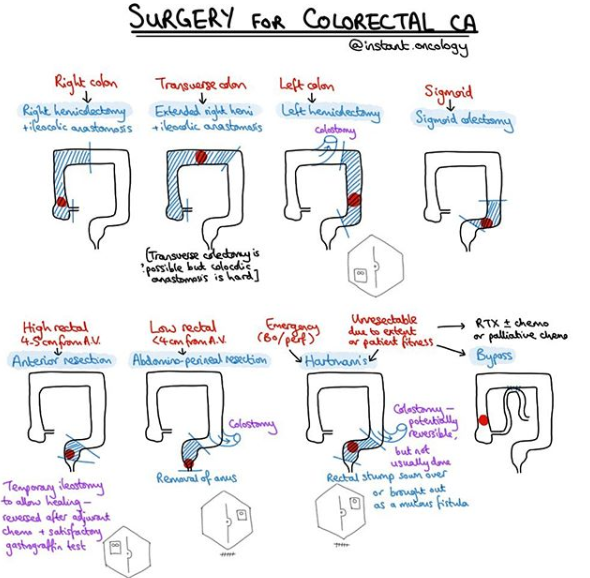 SURGERY FOR COLORECTAL CA
@instant.oncology
Right colon
Right hemicolectomy
+ ileocolic anastomosis
Transverse colon
Extended right hemi
+ ileocolic anastomosis
[Transverse colectomy is
possible but colocolic
anastomosis is hard]
Left colon
Left hemicolectomy
colostomy
Sigmoid
Sigmoid colectomy
High rectal
4-5cm from A.V.
Anterior resection
Temporary ileostomy
to allow healing -
reversed after adjuvant
chemo + satisfactory
gastrograffin test
Low rectal
<4cm from A.V.
Abdomino-perineal resection
Colostomy
Removal of anus
Emergency
(BO/perf)
Unresectable
due to extent
or patient fitness
Hartmann's
Colostomy -
potentially
reversible,
but not
usually done
Rectal stump sewn over
or brought out
as a mucous fistula
RTX ± chemo
or palliative chemo
Bypass